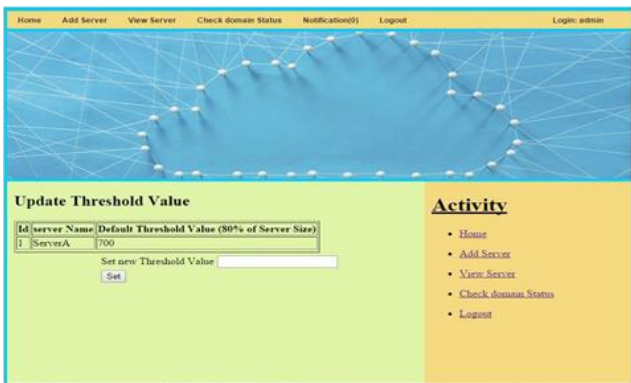 Home Add Server View Server Check domain Status Notification(0) Logout Login: admin
Update Threshold Value
Id server Name Default Threshold Value (80% of Server Size)
1 ServerA 700
Set new Threshold Value
Set
Activity
Home
Add Server
View Server
Check domain Status
Logout